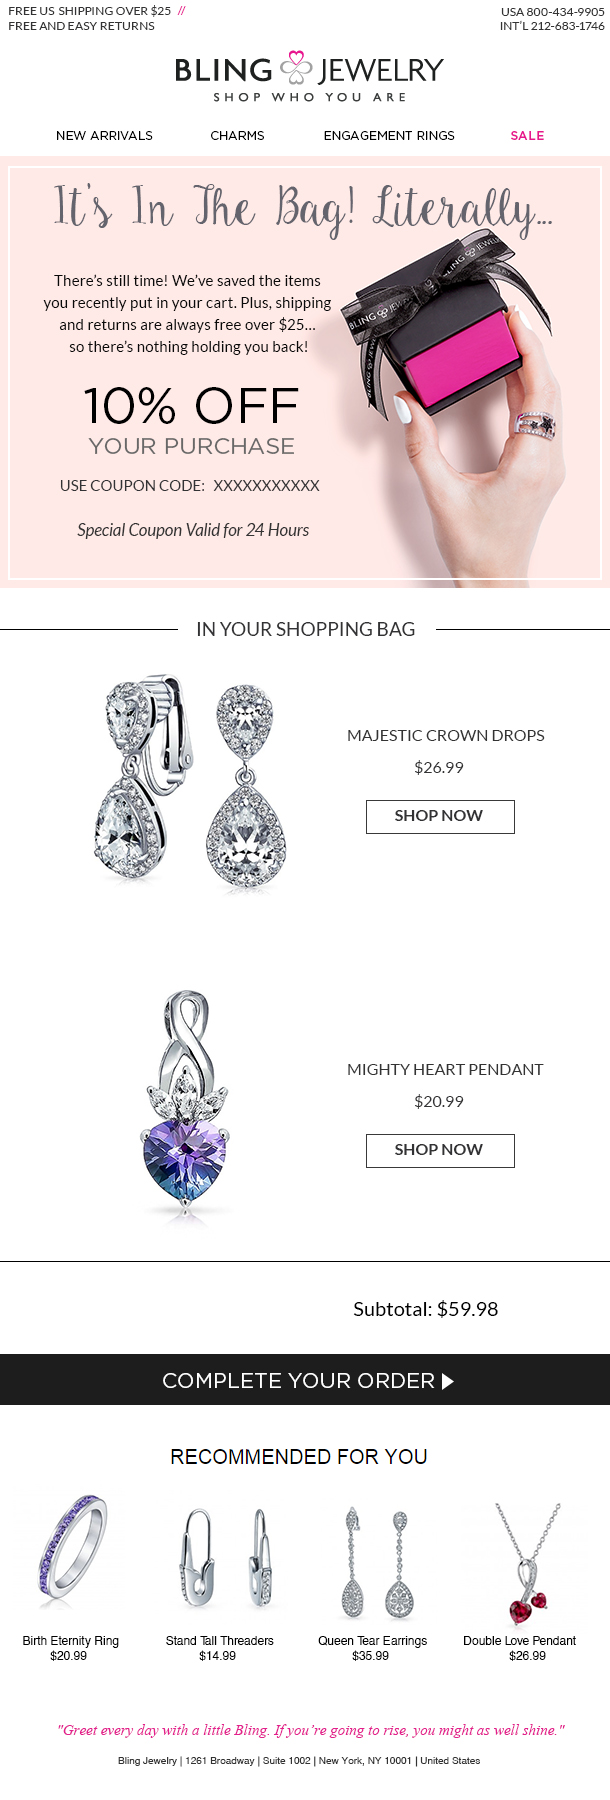 FREE US SHIPPING OVER $25 //
FREE AND EASY RETURNS
USA 800-434-9905
INT'L 212-683-1746
BLING JEWELRY
SHOP WHO YOU ARE
NEW ARRIVALS CHARMS ENGAGEMENT RINGS SALE
It's In The Bag! Literally...
There's still time! We've saved the items
you recently put in your cart. Plus, shipping
and returns are always free over $25...
so there's nothing holding you back!
10% OFF
YOUR PURCHASE
USE COUPON CODE: XXXXXXXXXXX
Special Coupon Valid for 24 Hours
BLING JEWELRY
BLING JEWELRY
IN YOUR SHOPPING BAG
MAJESTIC CROWN DROPS
$26.99
SHOP NOW
MIGHTY HEART PENDANT
$20.99
SHOP NOW
Subtotal: $59.98
COMPLETE YOUR ORDER
RECOMMENDED FOR YOU
Birth Eternity Ring
$20.99
Stand Tall Threaders
$14.99
Queen Tear Earrings
$35.99
Double Love Pendant
$26.99
"Greet every day with a little Bling. If you're going to rise, you might as well shine."
Bling Jewelry | 1261 Broadway | Suite 1002 | New York, NY 10001 | United States